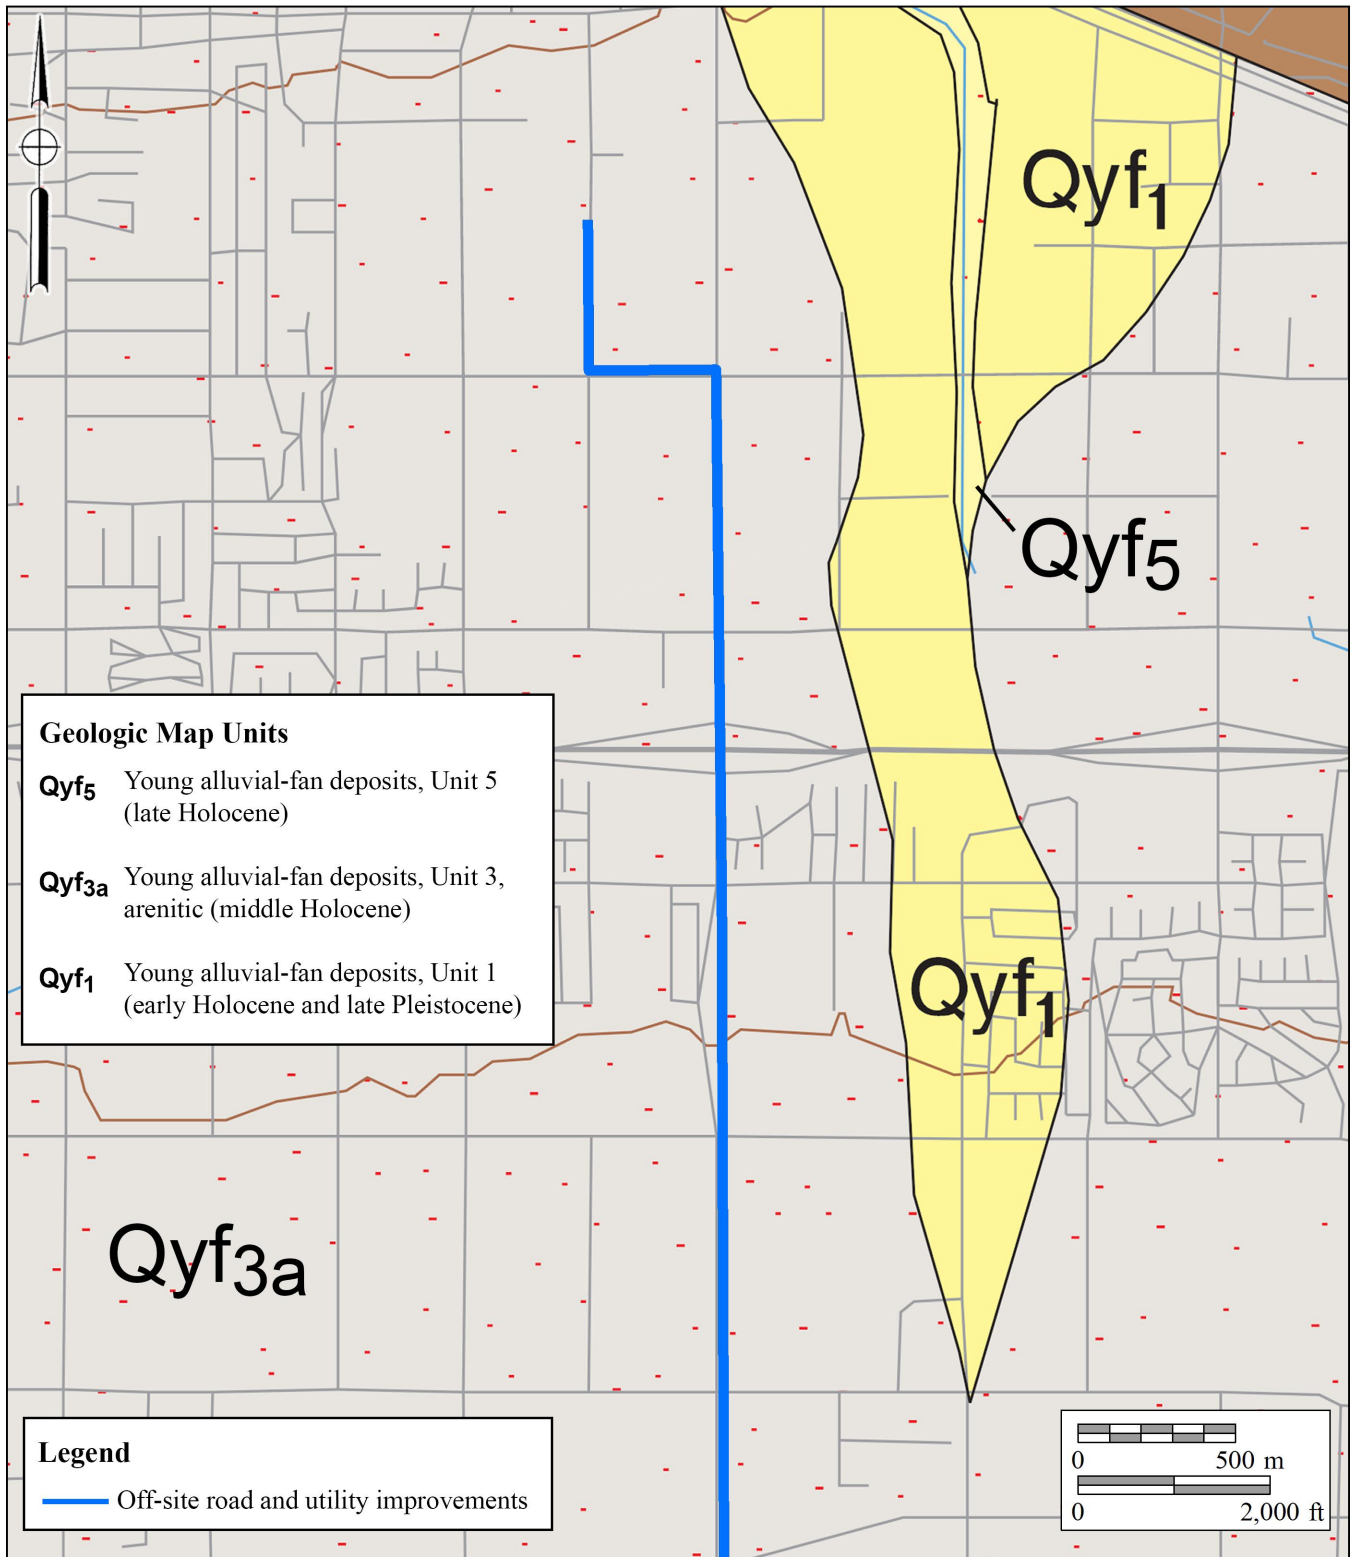 Qyf1
Qyf5
Geologic Map Units
Qyf5 Young alluvial-fan deposits, Unit 5
(late Holocene)
Qyf3a Young alluvial-fan deposits, Unit 3,
arenitic (middle Holocene)
Qyf1 Young alluvial-fan deposits, Unit 1
(early Holocene and late Pleistocene)
Qyf1
Qyf3a
Legend
Off-site road and utility improvements
0 500 m
0 2,000 ft